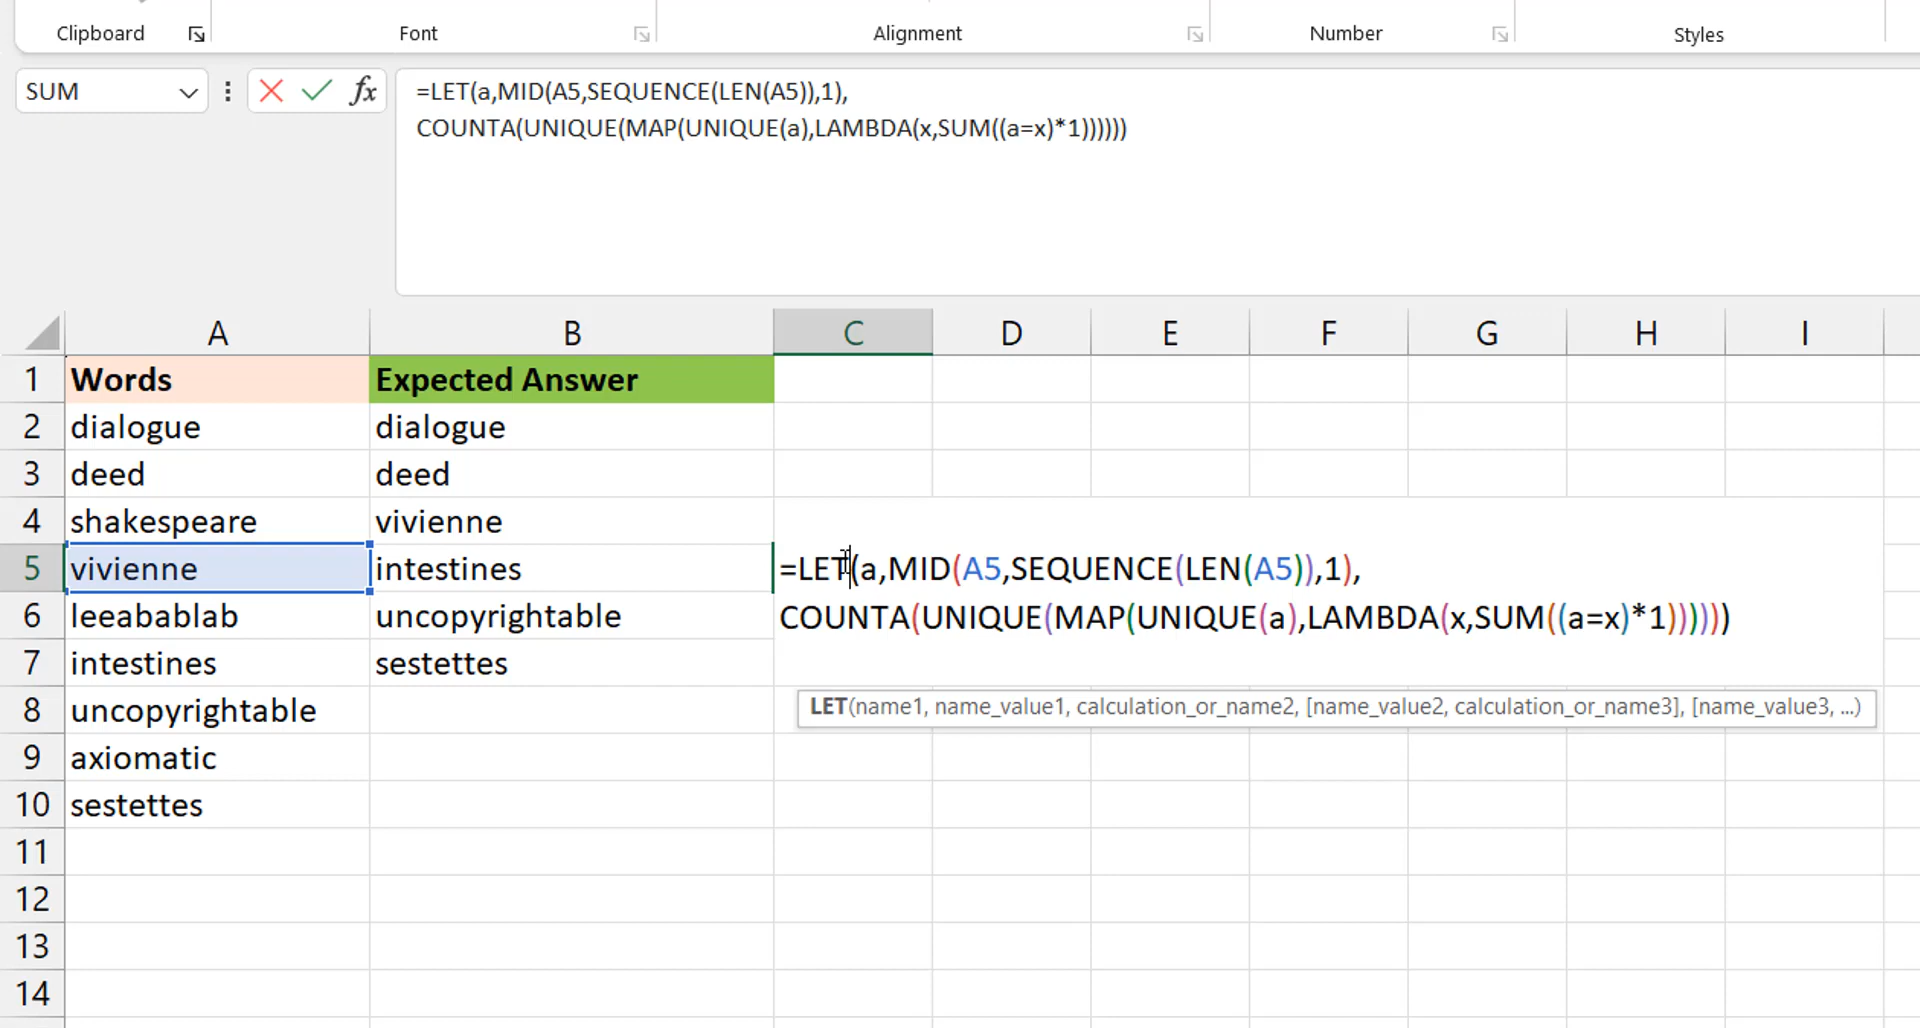 Clipboard Font Alignment Number Styles
SUM fx =LET(a,MID(A5,SEQUENCE(LEN(A5)),1),
COUNTA(UNIQUE(MAP(UNIQUE(a),LAMBDA(x,SUM((a=x)*1))))))
A B C D E F G H I
1 Words Expected Answer
2 dialogue dialogue
3 deed deed
4 shakespeare vivienne
5 vivienne intestines =LET(a,MID(A5,SEQUENCE(LEN(A5)),1),
6 leeabablab uncopyrightable COUNTA(UNIQUE(MAP(UNIQUE(a),LAMBDA(x,SUM((a=x)*1))))))
7 intestines sestettes
8 uncopyrightable LET(name1, name_value1, calculation_or_name2, [name_value2, calculation_or_name3], [name_value3, ...)
9 axiomatic
10 sestettes
11
12
13
14